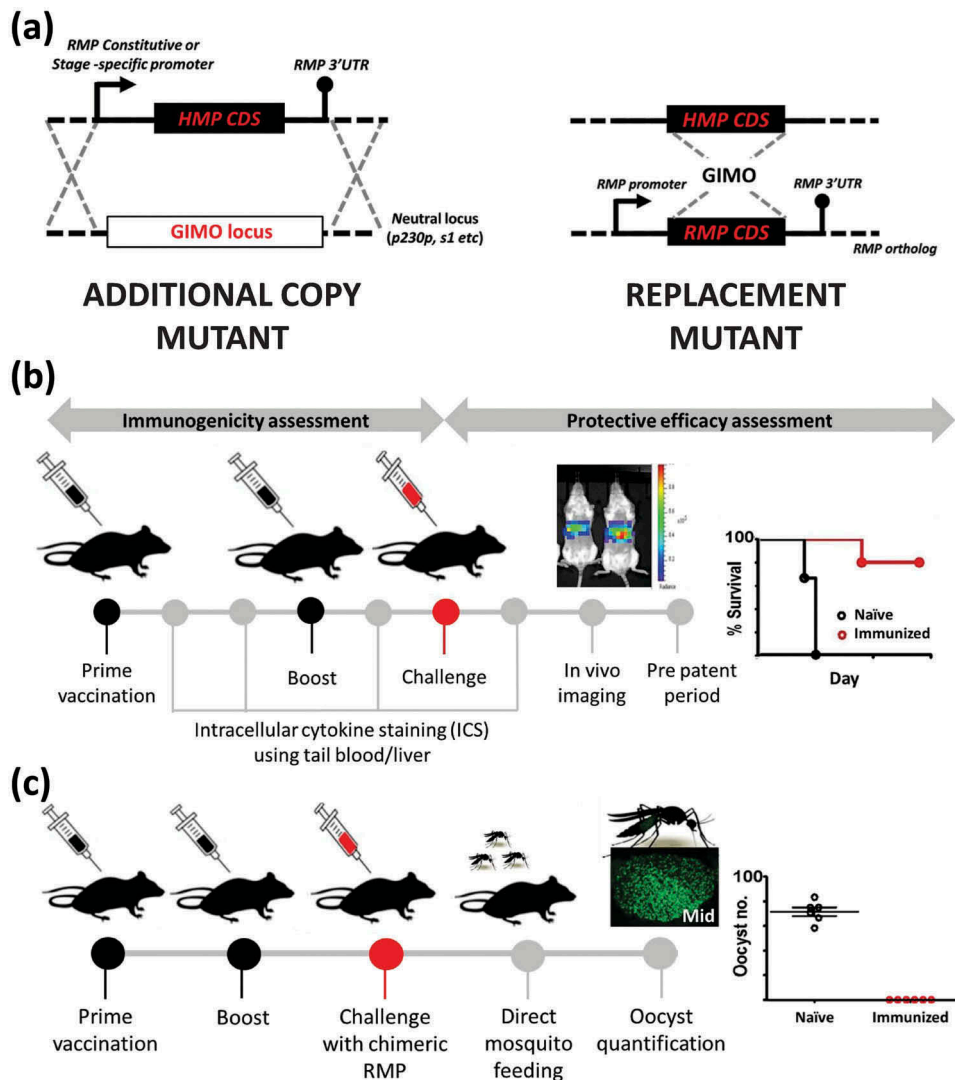 (a)
RMP Constitutive or
Stage -specific promoter
RMP 3'UTR
HMP CDS
GIMO locus
Neutral locus
(p230p, s1 etc)
ADDITIONAL COPY
MUTANT
HMP CDS
GIMO
RMP promoter
RMP 3'UTR
RMP CDS
RMP ortholog
REPLACEMENT
MUTANT
(b)
Immunogenicity assessment
Protective efficacy assessment
Prime
vaccination
Boost
Challenge
In vivo
imaging
Pre patent
period
Intracellular cytokine staining (ICS)
using tail blood/liver
100
% Survival
Naïve
Immunized
Day
(c)
Mid
Prime
vaccination
Boost
Challenge
with chimeric
RMP
Direct
mosquito
feeding
Oocyst
quantification
100
Oocyst no.
Naïve
Immunized